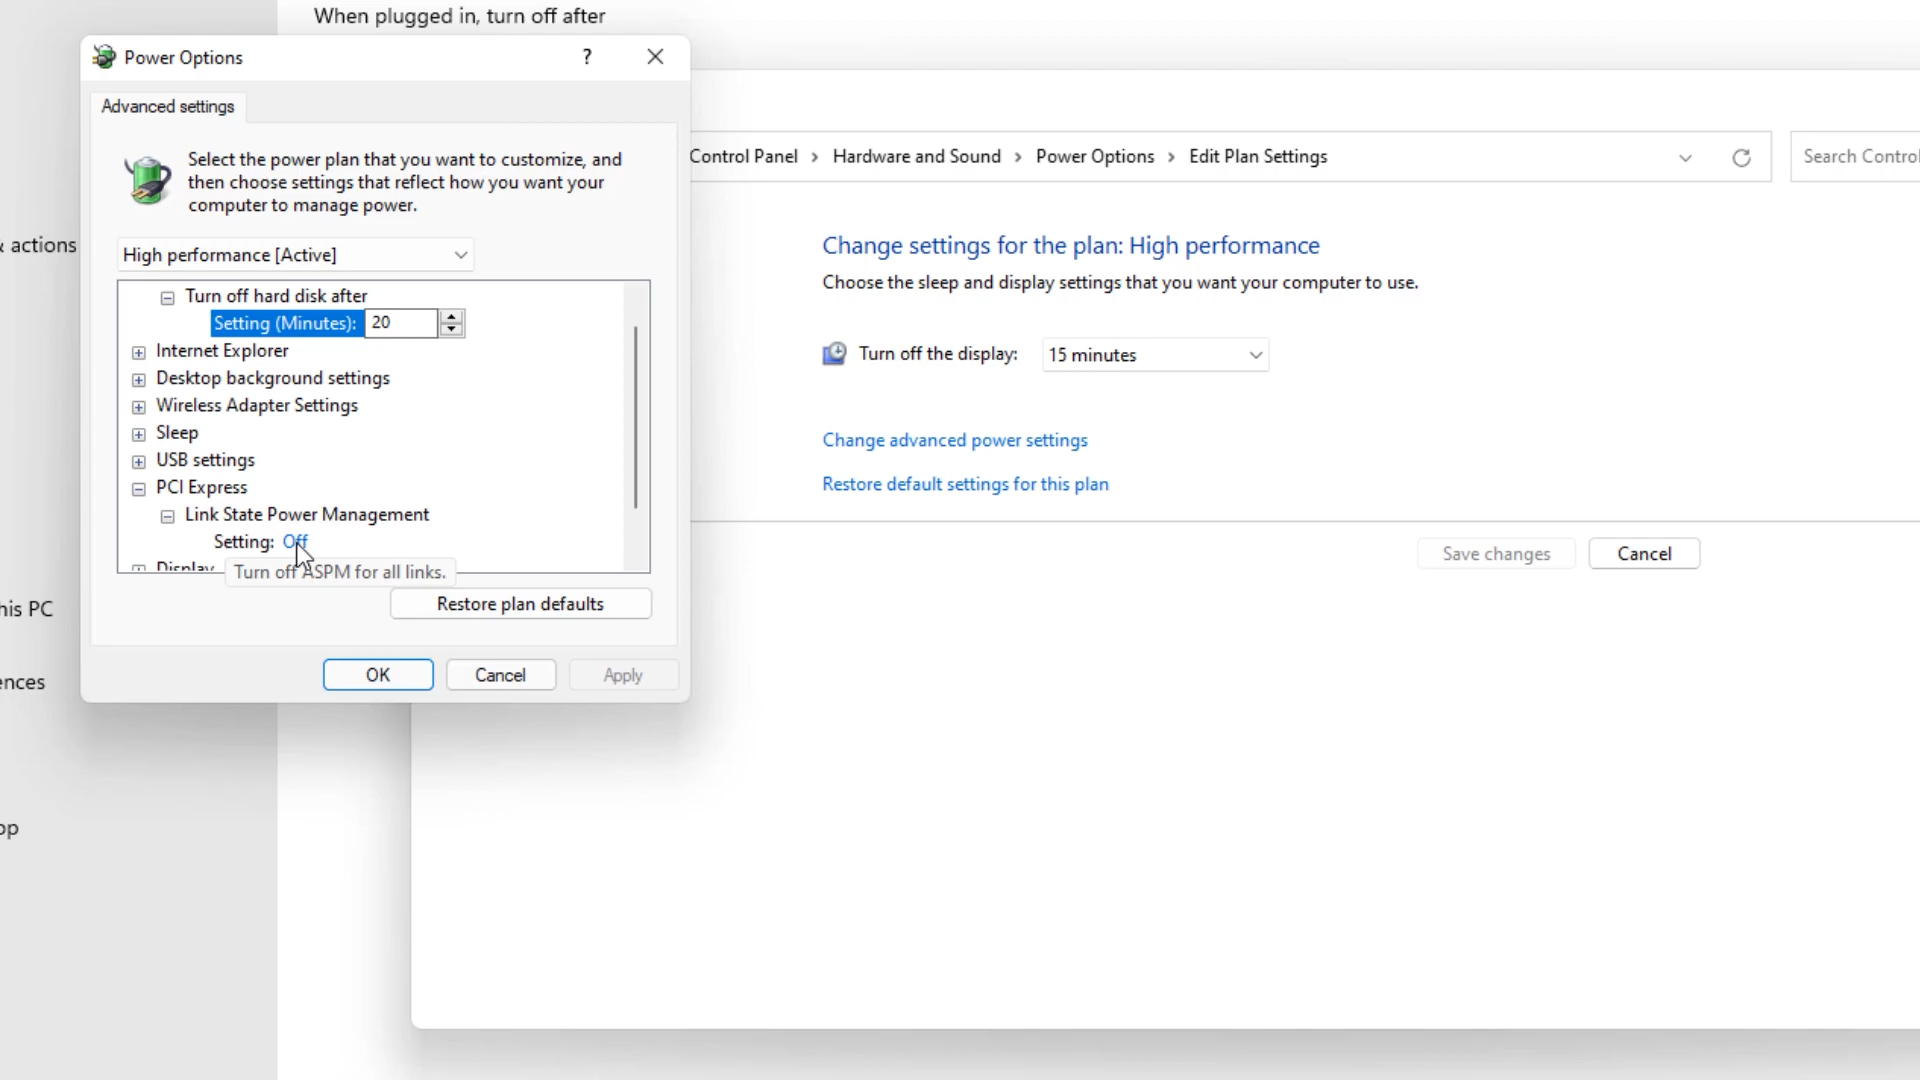 When plugged in, turn off after
Power Options
?
Advanced settings
Select the power plan that you want to customize, and
then choose settings that reflect how you want your
computer to manage power.
High performance [Active]
Turn off hard disk after
Setting (Minutes): 20
Internet Explorer
Desktop background settings
Wireless Adapter Settings
Sleep
USB settings
PCI Express
Link State Power Management
Setting: Off
Display
Turn off ASPM for all links.
Restore plan defaults
OK Cancel Apply
Control Panel > Hardware and Sound > Power Options > Edit Plan Settings
Search Control
Change settings for the plan: High performance
Choose the sleep and display settings that you want your computer to use.
Turn off the display: 15 minutes
Change advanced power settings
Restore default settings for this plan
Save changes Cancel
& actions
his PC
ences
op